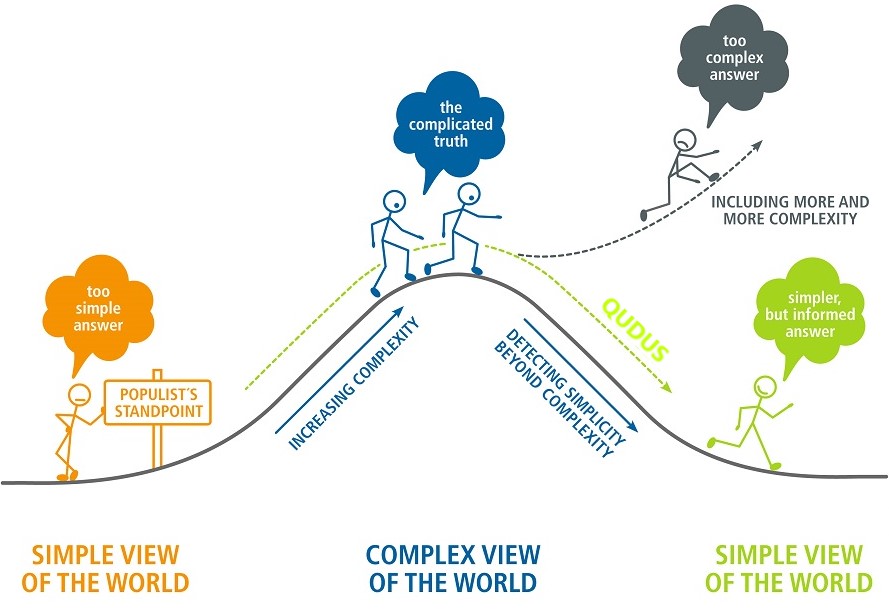 too
simple
answer
POPULIST'S
STANDPOINT
SIMPLE VIEW
OF THE WORLD
INCREASING COMPLEXITY
the
complicated
truth
COMPLEX VIEW
OF THE WORLD
too
complex
answer
INCLUDING MORE AND
MORE COMPLEXITY
QUDUS
DETECTING SIMPLICITY
BEYOND COMPLEXITY
simpler,
but informed
answer
SIMPLE VIEW
OF THE WORLD